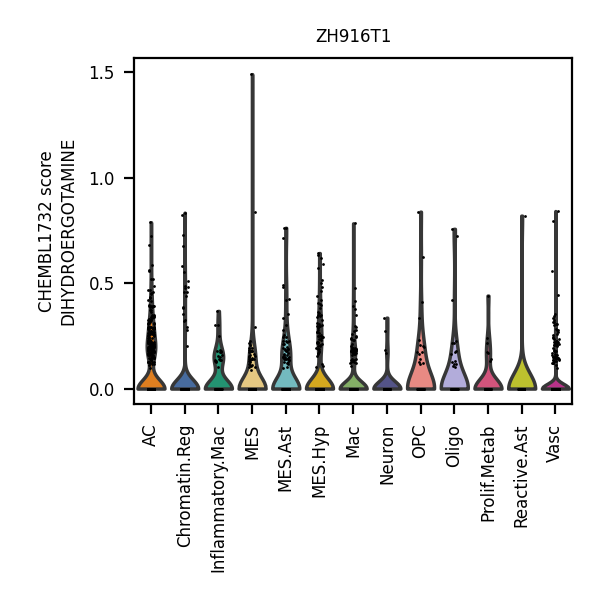 ZH916T1
CHEMBL1732 score
DIHYDROERGOTAMINE
1.5
1.0
0.5
0.0
AC
Chromatin.Reg
Inflammatory.Mac
MES
MES.Ast
MES.Hyp
Mac
Neuron
OPC
Oligo
Prolif.Metab
Reactive.Ast
Vasc